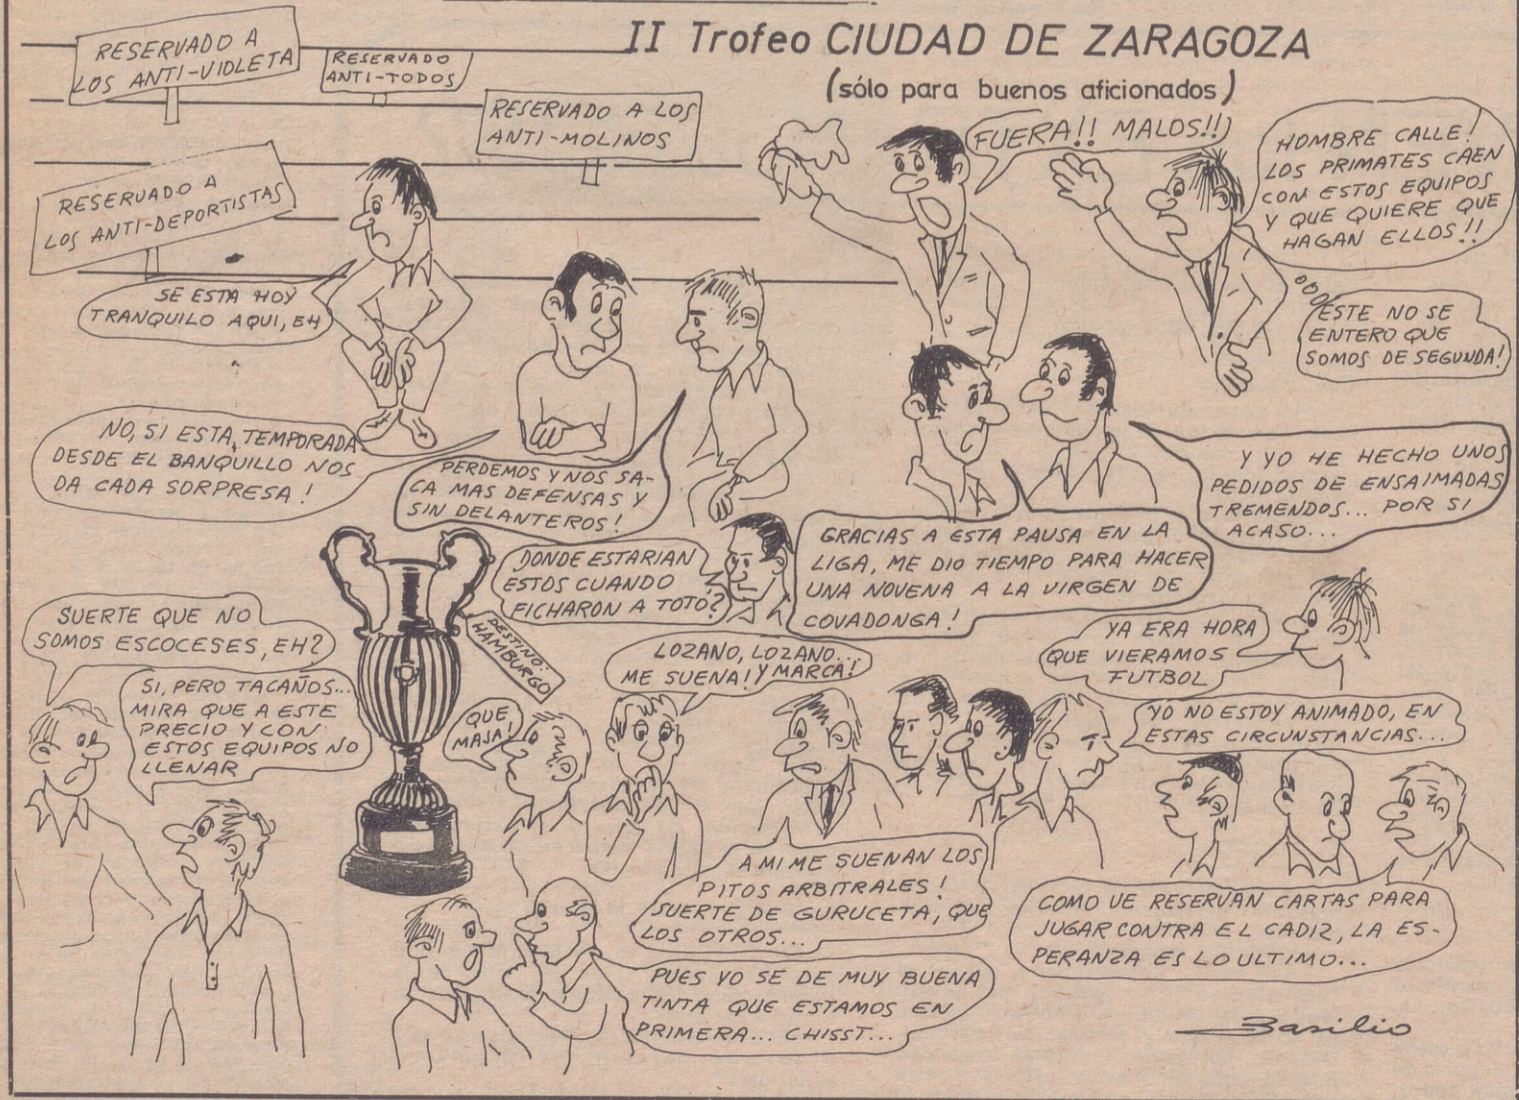 II Trofeo CIUDAD DE ZARAGOZA
(sólo para buenos aficionados)
RESERVADO A
LOS ANTI-VIOLETA
RESERVADO
ANTI-TODOS
RESERVADO A LOS
ANTI-MOLINOS
RESERVADO A
LOS ANTI-DEPORTISTAS
FUERA!! MALOS!!
HOMBRE CALLE!
LOS PRIMATES CAEN
CON ESTOS EQUIPOS
Y QUE QUIERE QUE
HAGAN ELLOS!!
ESTE NO SE
ENTERO QUE
SOMOS DE SEGUNDA!
SE ESTA HOY
TRANQUILO AQUI, EH
NO, SI ESTA TEMPORADA
DESDE EL BANQUILLO NOS
DA CADA SORPRESA!
PERDEMOS Y NOS SA-
CA MAS DEFENSAS Y
SIN DELANTEROS!
Y YO HE HECHO UNOS
PEDIDOS DE ENSAIMADAS
TREMENDOS... POR SI
ACASO...
GRACIAS A ESTA PAUSA EN LA
LIGA, ME DIO TIEMPO PARA HACER
UNA NOVENA A LA VIRGEN DE
COVADONGA!
DONDE ESTARIAN
ESTOS CUANDO
FICHARON A TOTO?
DESTINO:
HAMBURGO
SUERTE QUE NO
SOMOS ESCOCESES, EH?
SI, PERO TACAÑOS...
MIRA QUE A ESTE
PRECIO Y CON
ESTOS EQUIPOS NO
LLENAR
QUE
MAJA!
LOZANO, LOZANO...
ME SUENA! Y MARCA!
YA ERA HORA
QUE VIERAMOS
FUTBOL
YO NO ESTOY ANIMADO, EN
ESTAS CIRCUNSTANCIAS...
A MI ME SUENAN LOS
PITOS ARBITRALES!
SUERTE DE GURUCETA, QUE
LOS OTROS...
COMO UE RESERVAN CARTAS PARA
JUGAR CONTRA EL CADIZ, LA ES-
PERANZA ES LO ULTIMO...
PUES YO SE DE MUY BUENA
TINTA QUE ESTAMOS EN
PRIMERA... CHISST...
Basilio